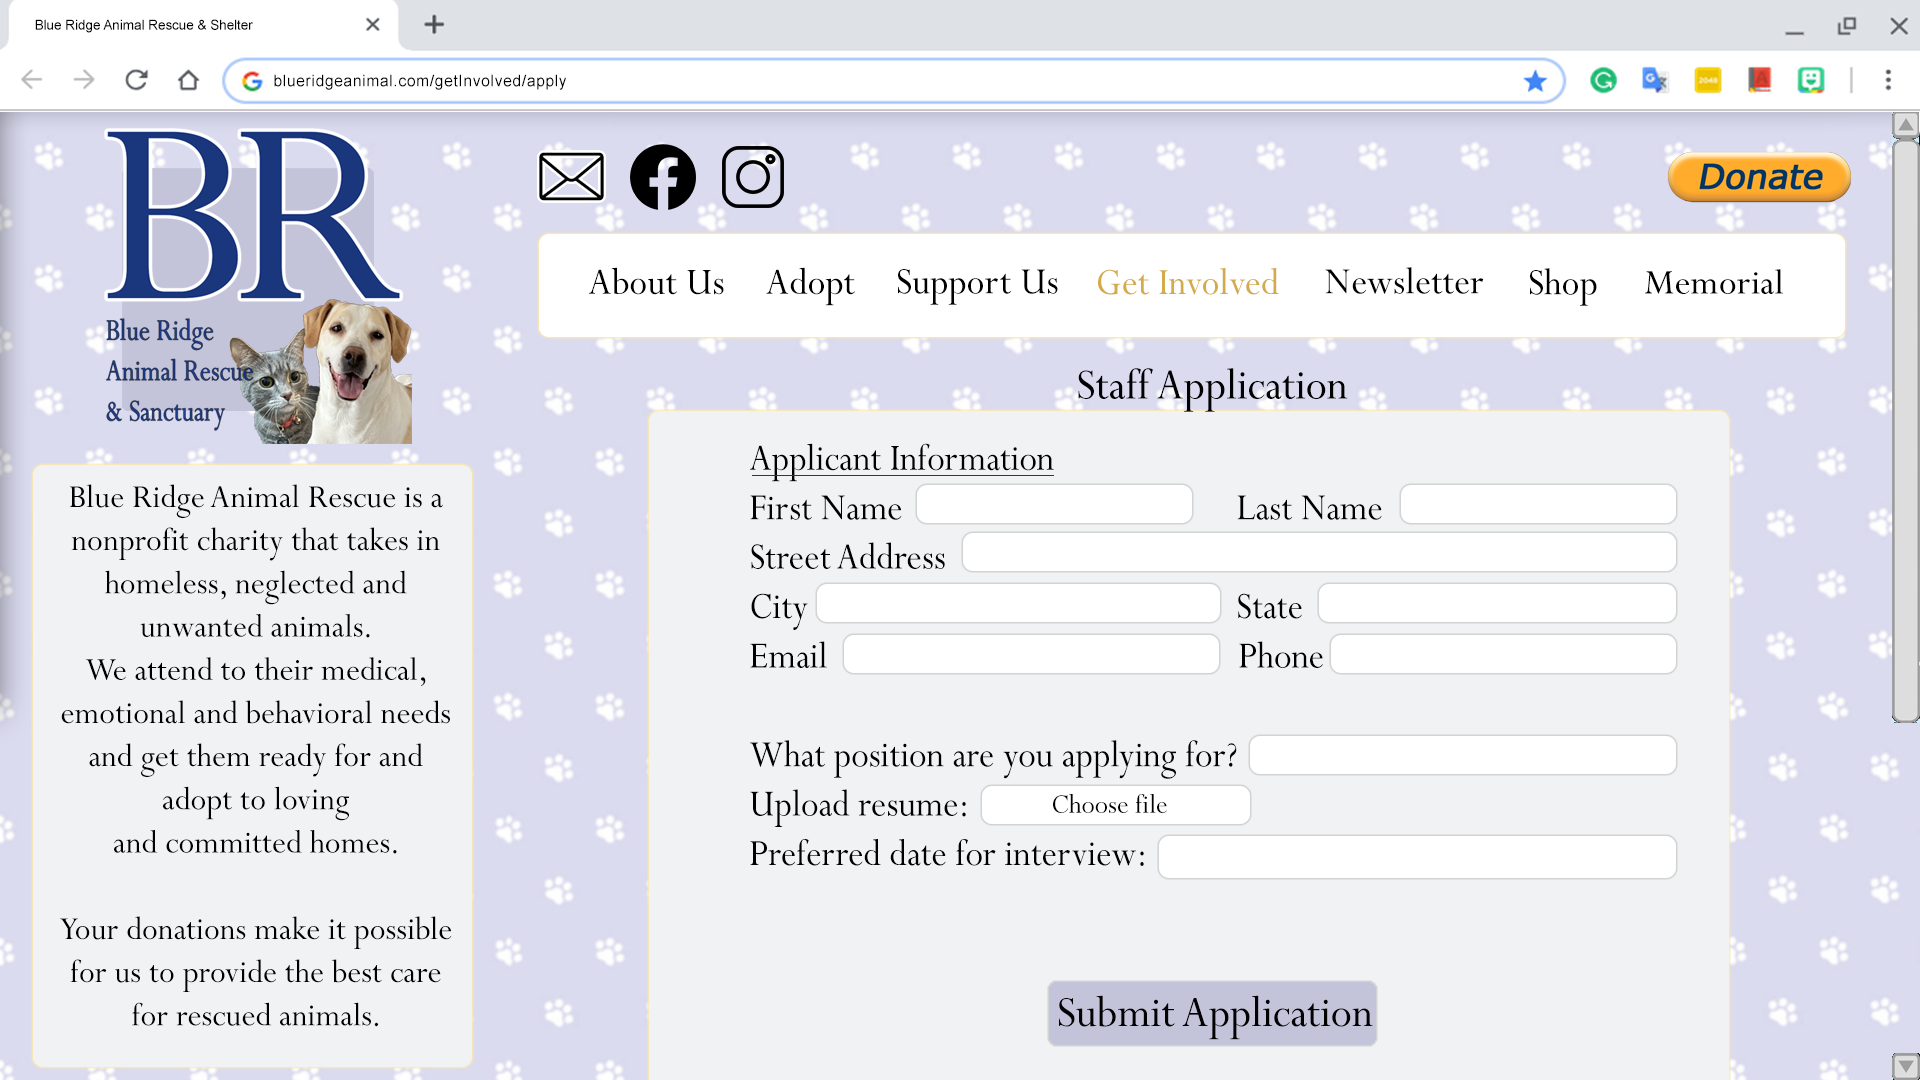 Blue Ridge Animal Rescue & Shelter
blueridgeanimal.com/getInvolved/apply
BR
Blue Ridge
Animal Rescue
& Sanctuary
Donate
About Us Adopt Support Us Get Involved Newsletter Shop Memorial
Blue Ridge Animal Rescue is a
nonprofit charity that takes in
homeless, neglected and
unwanted animals.
We attend to their medical,
emotional and behavioral needs
and get them ready for and
adopt to loving
and committed homes.
Your donations make it possible
for us to provide the best care
for rescued animals.
Staff Application
Applicant Information
First Name Last Name
Street Address
City State
Email Phone
What position are you applying for?
Upload resume: Choose file
Preferred date for interview:
Submit Application